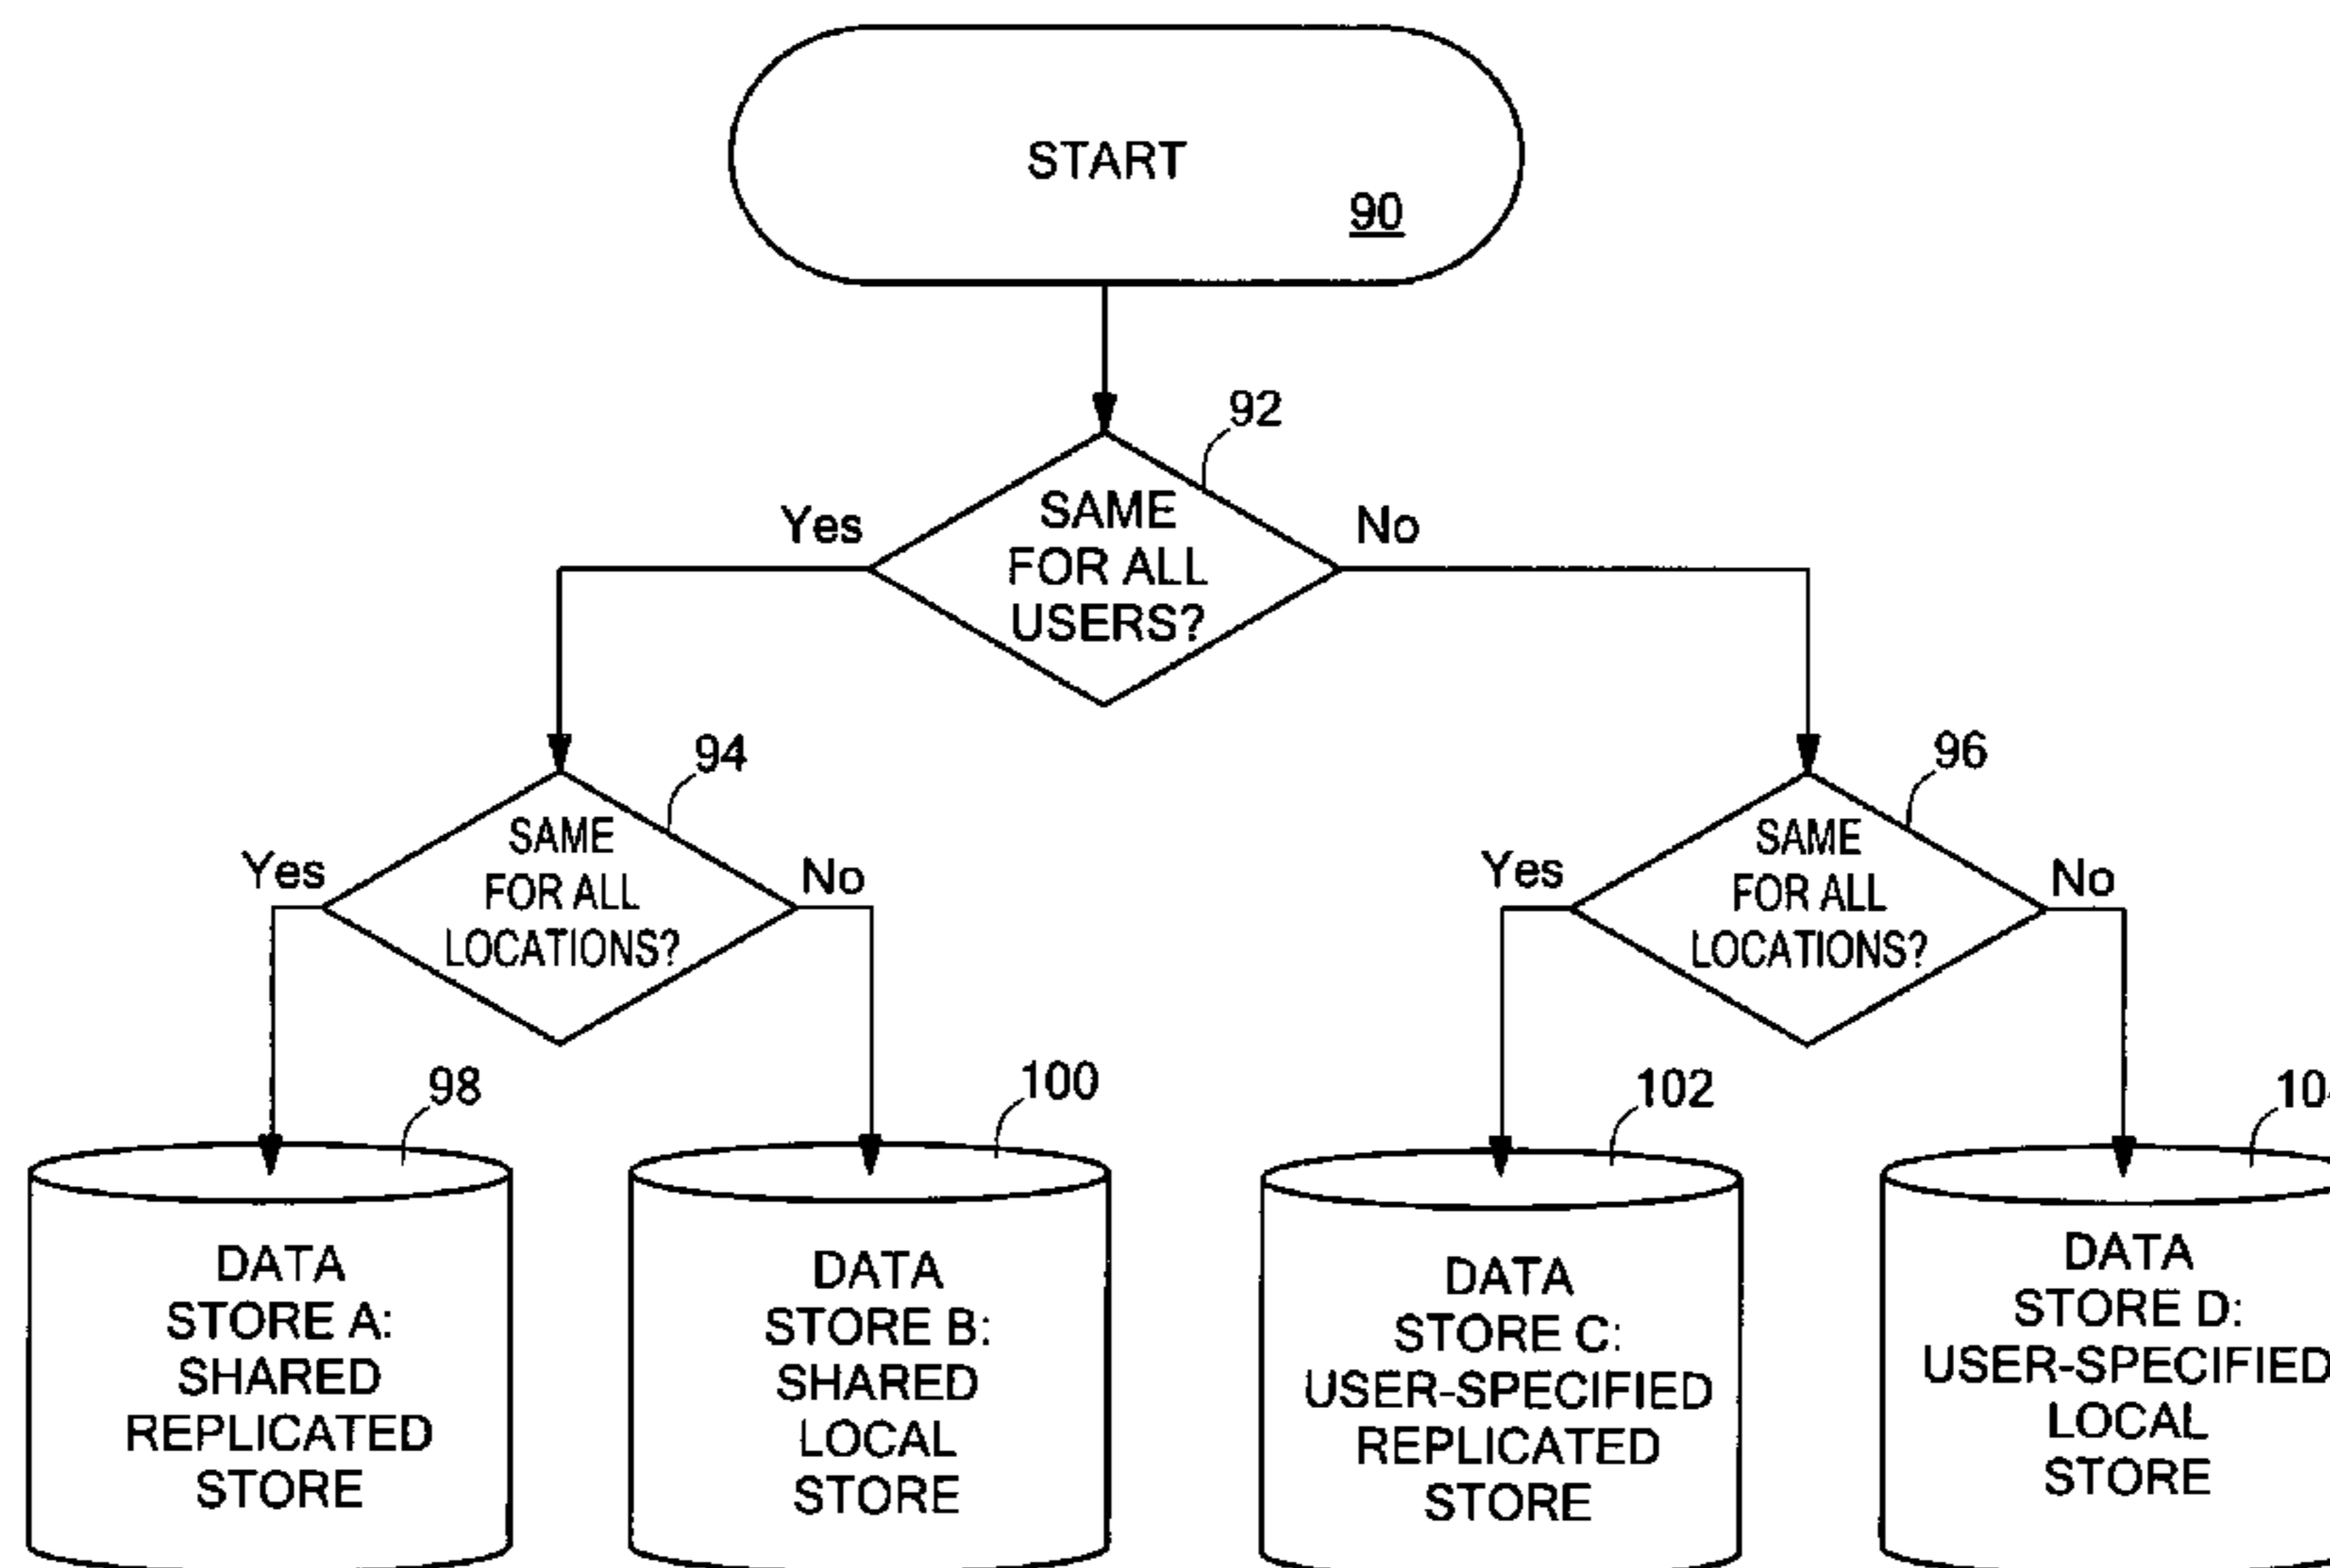 START
90
92
Yes
No
SAME
FOR ALL
USERS?
94
96
Yes
No
SAME
FOR ALL
LOCATIONS?
Yes
No
SAME
FOR ALL
LOCATIONS?
98
100
102
DATA
STORE A:
SHARED
REPLICATED
STORE
DATA
STORE B:
SHARED
LOCAL
STORE
DATA
STORE C:
USER-SPECIFIED
REPLICATED
STORE
DATA
STORE D:
USER-SPECIFIED
LOCAL
STORE